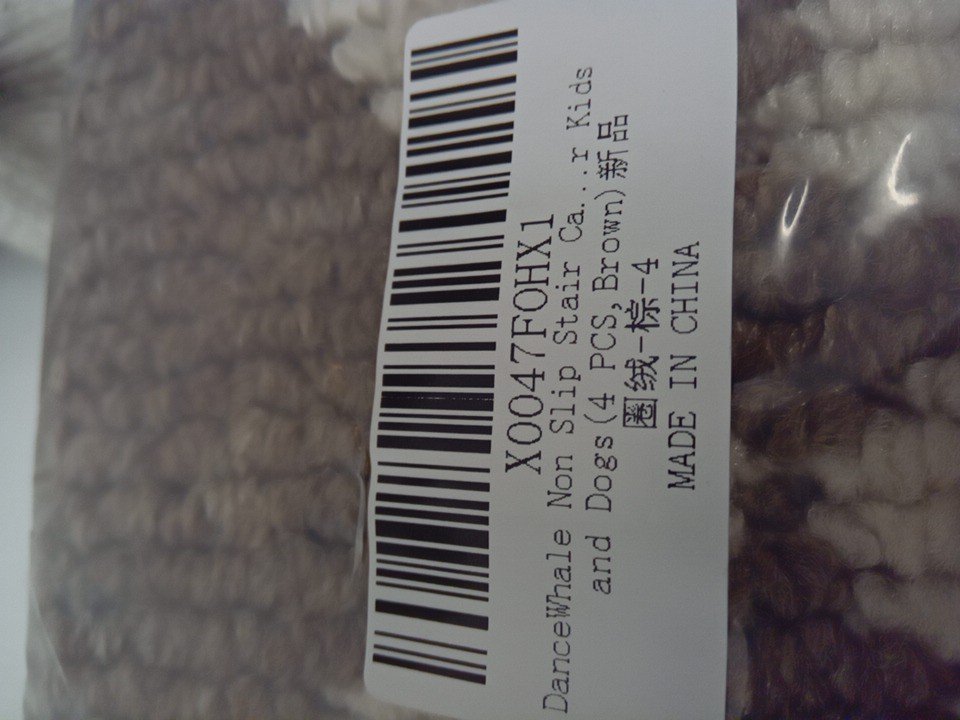 X0047FOHX1
DanceWhale Non Slip Stair Ca...r Kids
and Dogs(4 PCS,Brown)新品
圈绒-棕-4
MADE IN CHINA